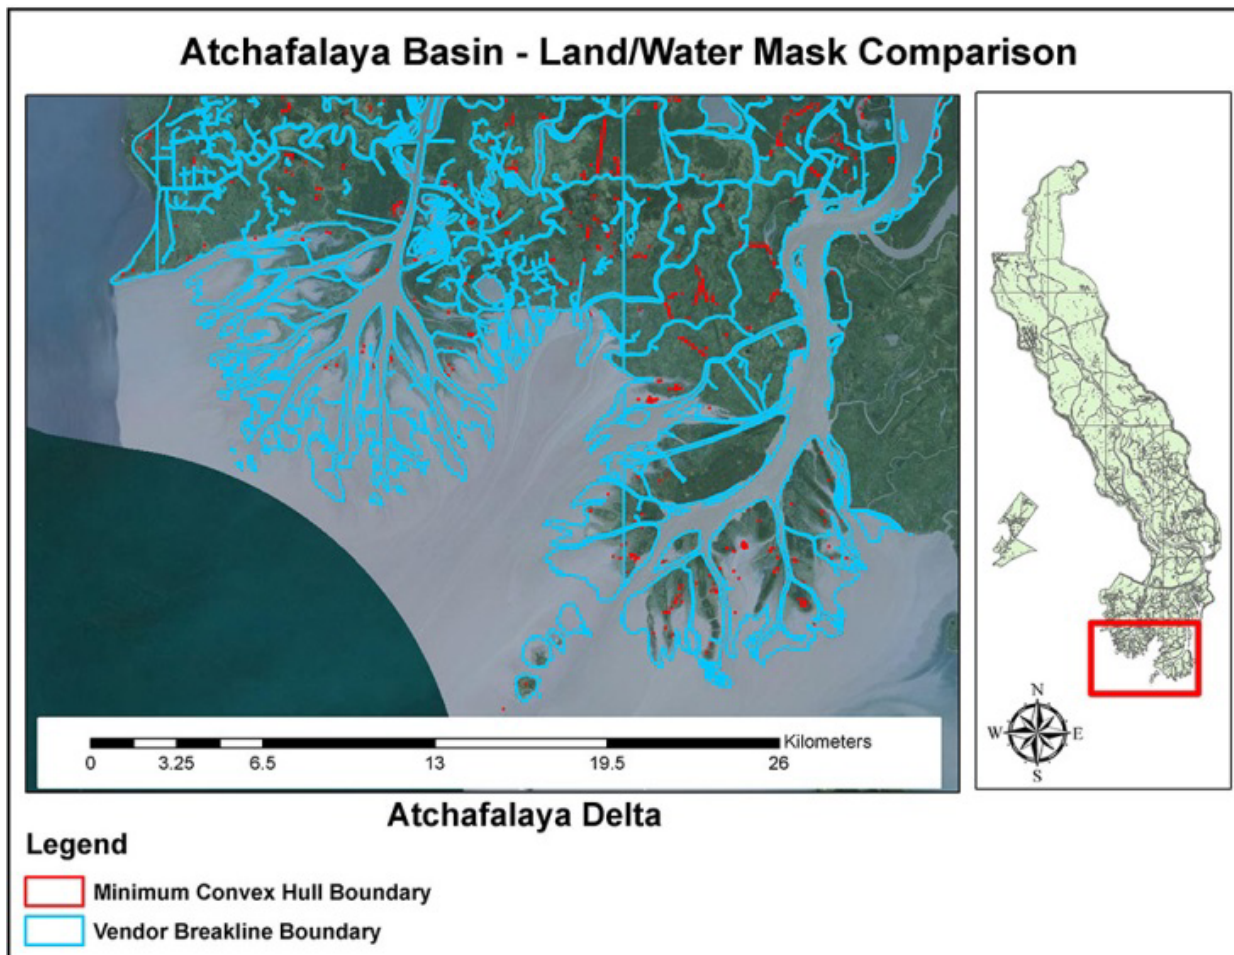 Atchafalaya Basin - Land/Water Mask Comparison
Kilometers
0 3.25 6.5 13 19.5 26
N
W E
S
Atchafalaya Delta
Legend
Minimum Convex Hull Boundary
Vendor Breakline Boundary